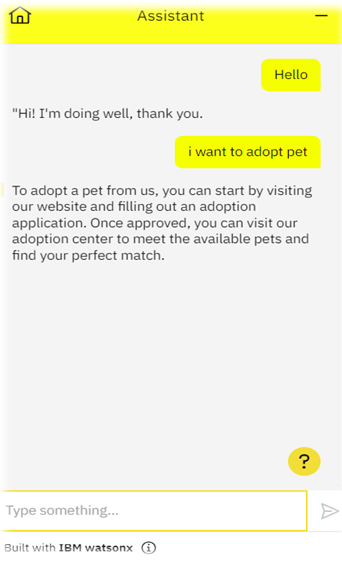 Assistant
Hello
"Hi! I'm doing well, thank you.
i want to adopt pet
To adopt a pet from us, you can start by visiting
our website and filling out an adoption
application. Once approved, you can visit our
adoption center to meet the available pets and
find your perfect match.
?
Type something...
Built with IBM watsonx